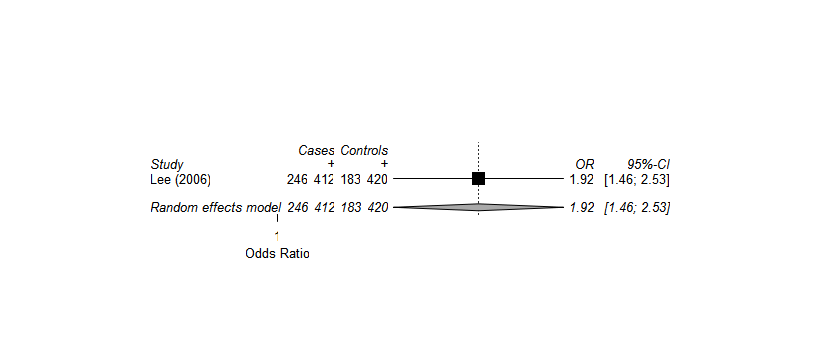 Cases Controls
Study + + OR 95%-CI
Lee (2006) 246 412 183 420 1.92 [1.46; 2.53]
Random effects model 246 412 183 420 1.92 [1.46; 2.53]
1
Odds Ratio